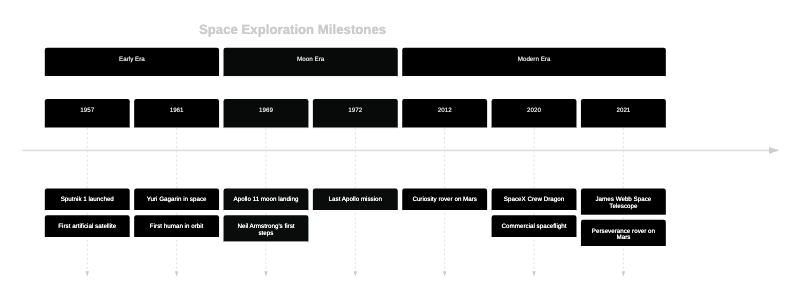 Space Exploration Milestones
Early Era
Moon Era
Modern Era
1957
1961
1969
1972
2012
2020
2021
Sputnik 1 launched
First artificial satellite
Yuri Gagarin in space
First human in orbit
Apollo 11 moon landing
Neil Armstrong's first
steps
Last Apollo mission
Curiosity rover on Mars
SpaceX Crew Dragon
Commercial spaceflight
James Webb Space
Telescope
Perseverance rover on
Mars